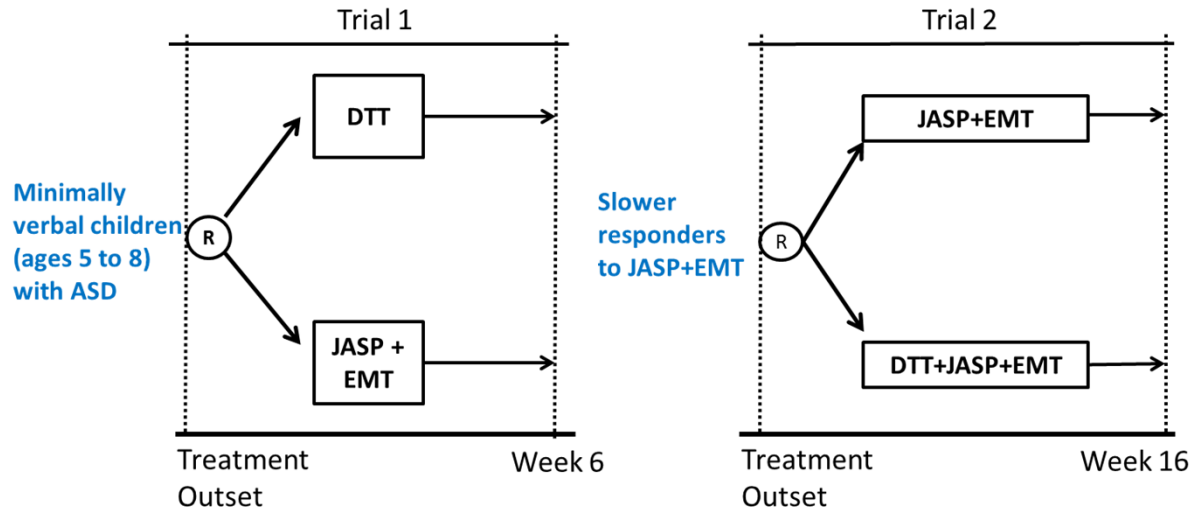 Trial 1
DTT
Minimally
verbal children
(ages 5 to 8)
with ASD
R
JASP +
EMT
Treatment
Outset
Week 6
Trial 2
JASP+EMT
Slower
responders
to JASP+EMT
R
DTT+JASP+EMT
Treatment
Outset
Week 16